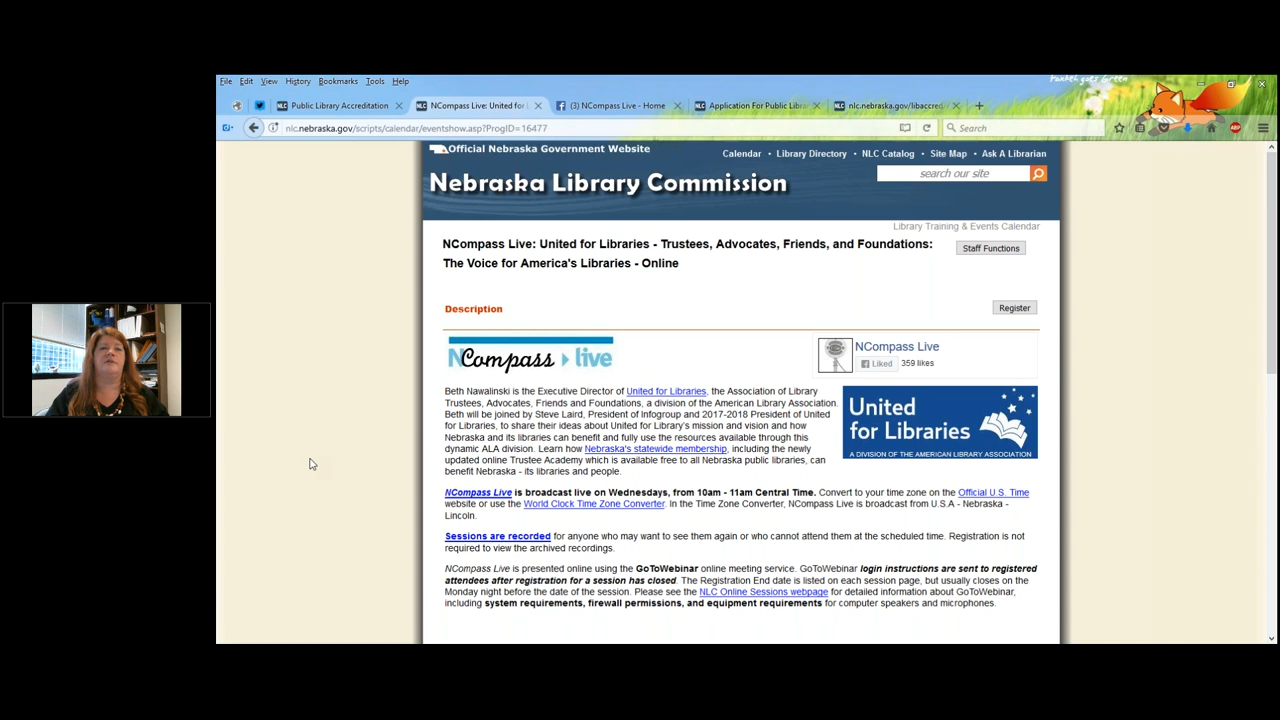 Foxkeh goes Green
File Edit View History Bookmarks Tools Help
NLC Public Library Accreditation × NLC NCompass Live: United for L × (3) NCompass Live - Home × NLC Application For Public Libra × NLC nlc.nebraska.gov/libaccred/ × +
nlc.nebraska.gov/scripts/calendar/eventshow.asp?ProgID=16477 Search ABP
Official Nebraska Government Website
Calendar • Library Directory • NLC Catalog • Site Map • Ask A Librarian
Nebraska Library Commission
search our site
Library Training & Events Calendar
NCompass Live: United for Libraries - Trustees, Advocates, Friends, and Foundations:
The Voice for America's Libraries - Online
Staff Functions
Description
Register
NCompass live
NCompass Live
Liked 359 likes
Beth Nawalinski is the Executive Director of United for Libraries, the Association of Library
Trustees, Advocates, Friends and Foundations, a division of the American Library Association.
Beth will be joined by Steve Laird, President of Infogroup and 2017-2018 President of United
for Libraries, to share their ideas about United for Library's mission and vision and how
Nebraska and its libraries can benefit and fully use the resources available through this
dynamic ALA division. Learn how Nebraska's statewide membership, including the newly
updated online Trustee Academy which is available free to all Nebraska public libraries, can
benefit Nebraska - its libraries and people.
United
for Libraries
A DIVISION OF THE AMERICAN LIBRARY ASSOCIATION
NCompass Live is broadcast live on Wednesdays, from 10am - 11am Central Time. Convert to your time zone on the Official U.S. Time
website or use the World Clock Time Zone Converter. In the Time Zone Converter, NCompass Live is broadcast from U.S.A - Nebraska -
Lincoln.
Sessions are recorded for anyone who may want to see them again or who cannot attend them at the scheduled time. Registration is not
required to view the archived recordings.
NCompass Live is presented online using the GoToWebinar online meeting service. GoToWebinar login instructions are sent to registered
attendees after registration for a session has closed. The Registration End date is listed on each session page, but usually closes on the
Monday night before the date of the session. Please see the NLC Online Sessions webpage for detailed information about GoToWebinar,
including system requirements, firewall permissions, and equipment requirements for computer speakers and microphones.